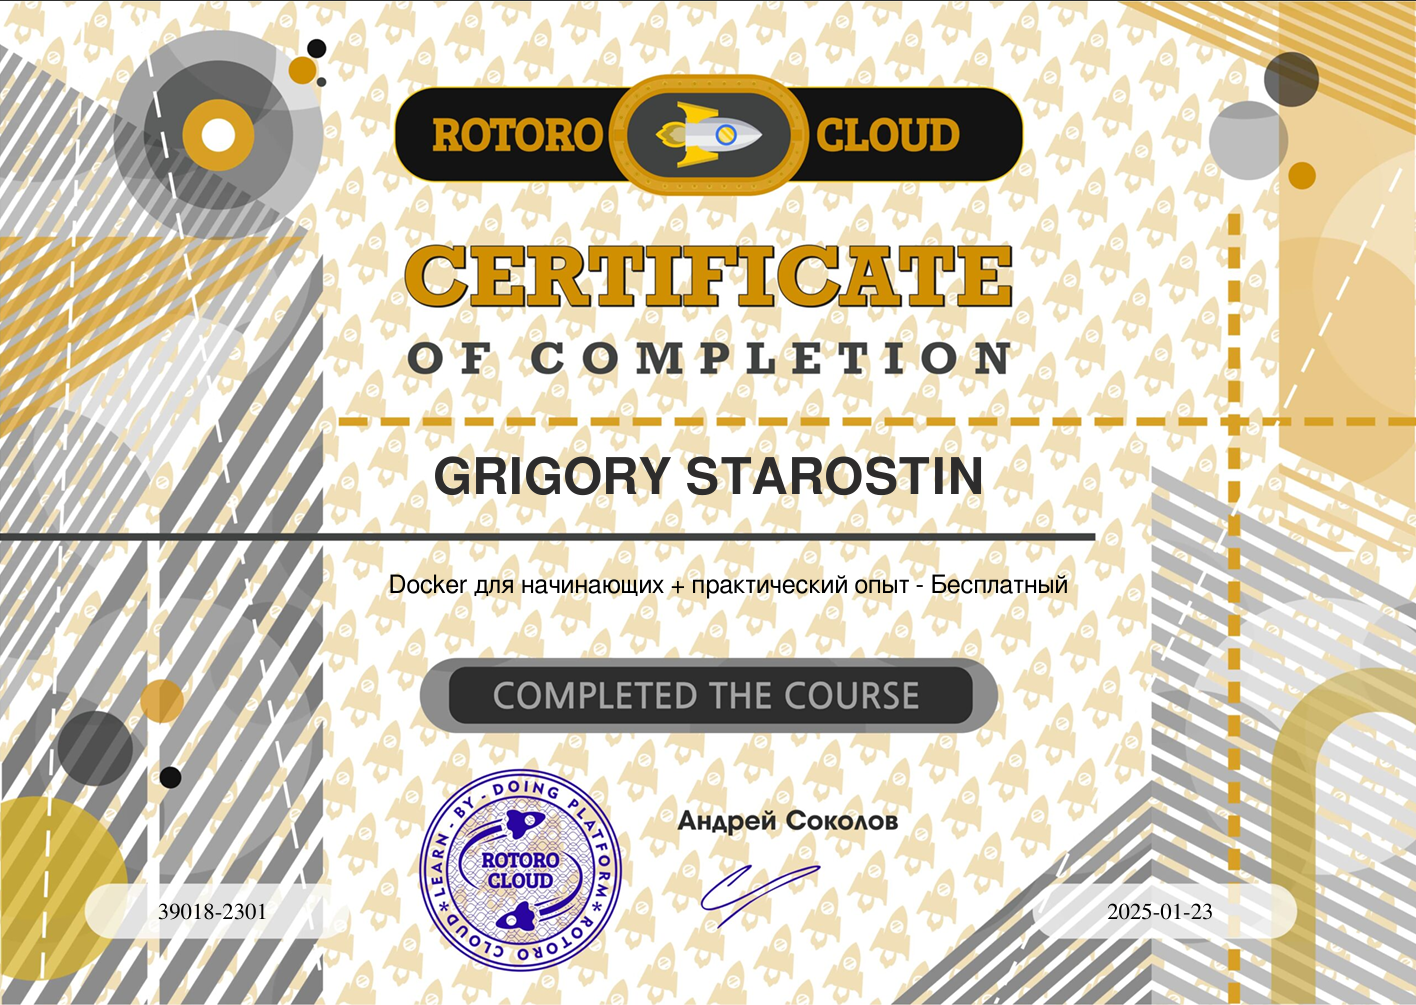 ROTORO CLOUD
CERTIFICATE
OF COMPLETION
GRIGORY STAROSTIN
Docker для начинающих + практический опыт - Бесплатный
COMPLETED THE COURSE
LEARN-BY-DOING PLATFORM * ROTORO CLOUD *
ROTORO
CLOUD
Андрей Соколов
39018-2301
2025-01-23